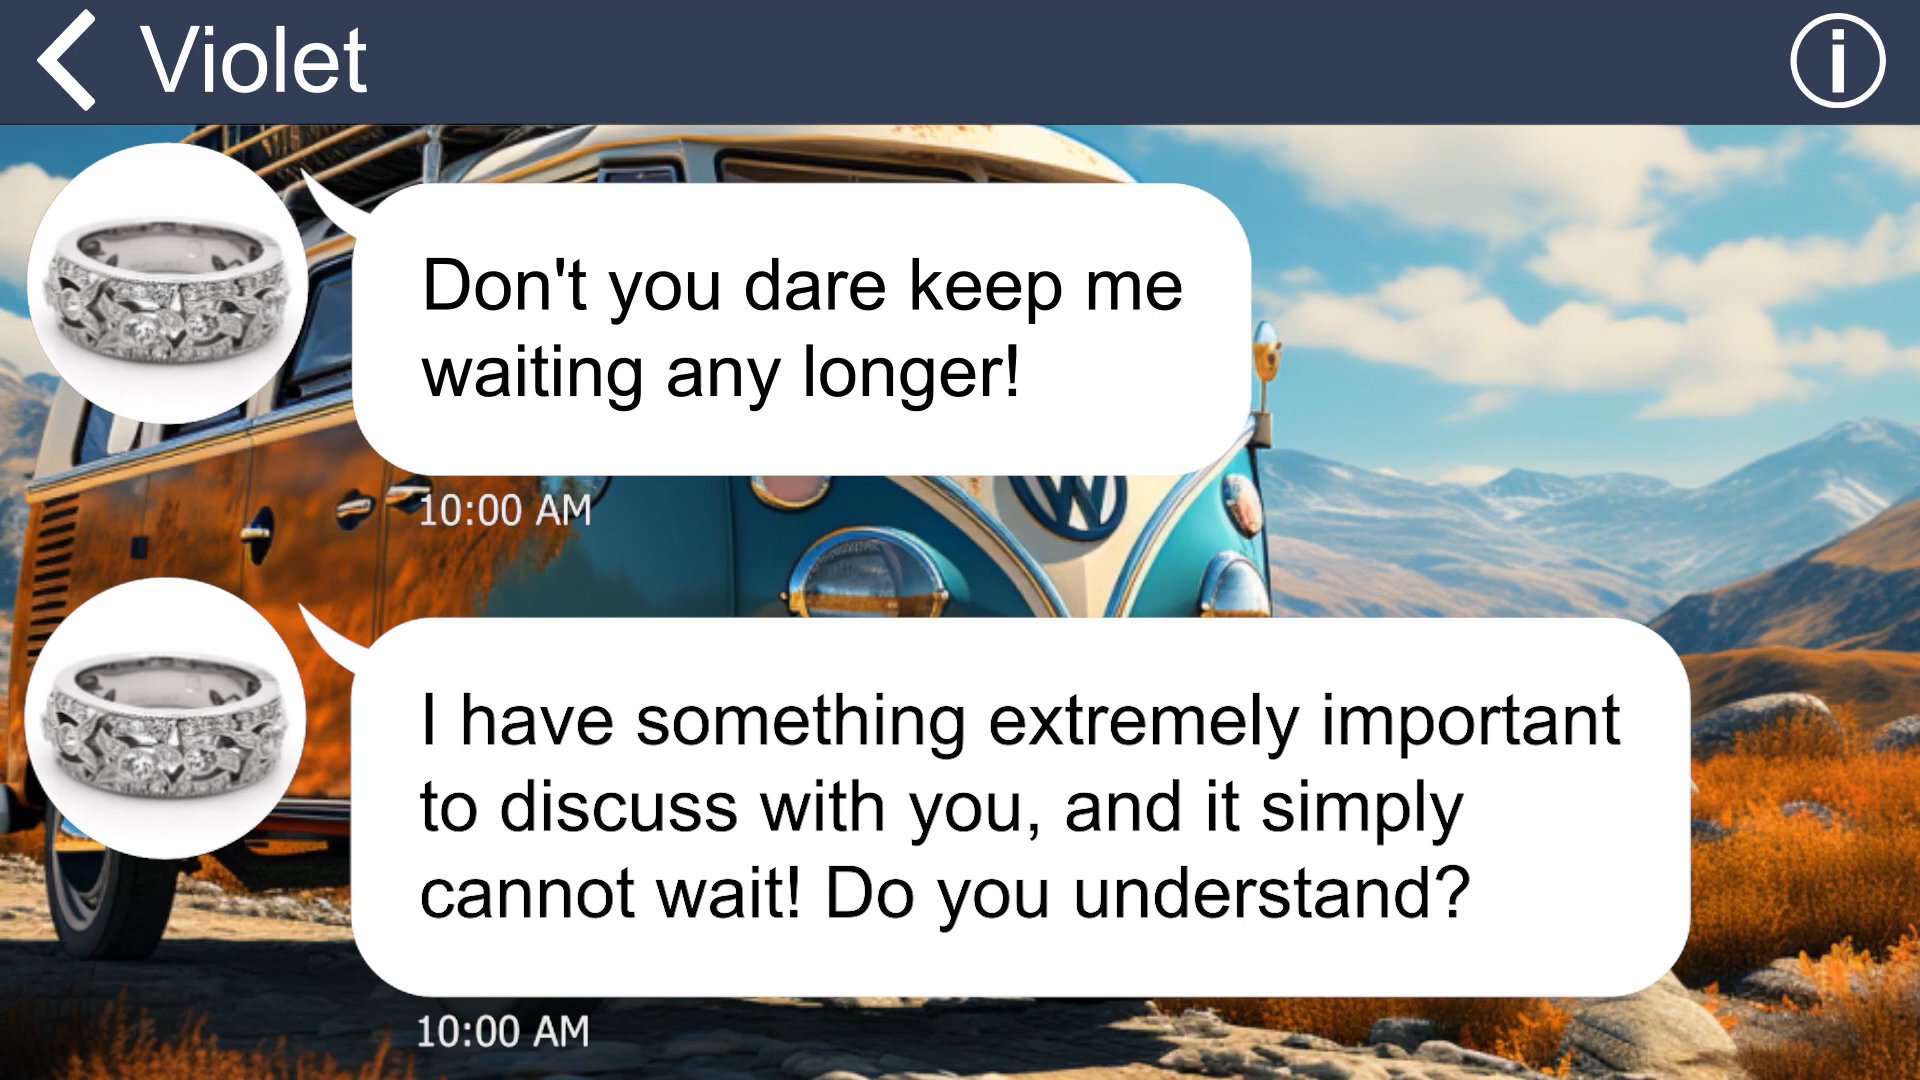 Violet
Don't you dare keep me
waiting any longer!
10:00 AM
I have something extremely important
to discuss with you, and it simply
cannot wait! Do you understand?
10:00 AM